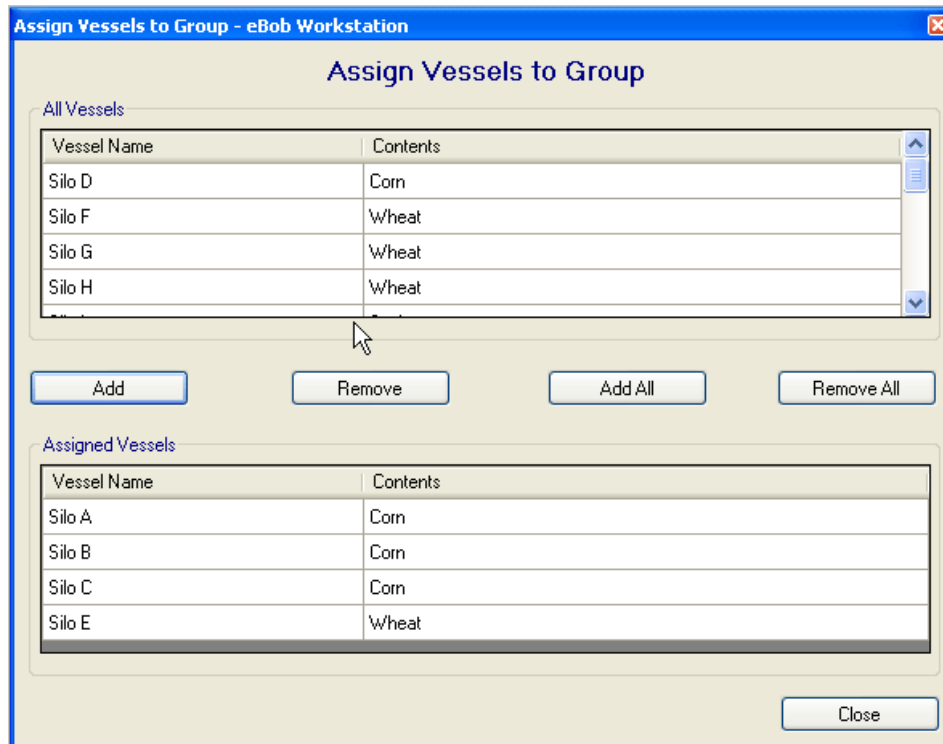 Assign Vessels to Group - eBob Workstation
Assign Vessels to Group
All Vessels
Vessel Name Contents
Silo D Corn
Silo F Wheat
Silo G Wheat
Silo H Wheat
Add Remove Add All Remove All
Assigned Vessels
Vessel Name Contents
Silo A Corn
Silo B Corn
Silo C Corn
Silo E Wheat
Close